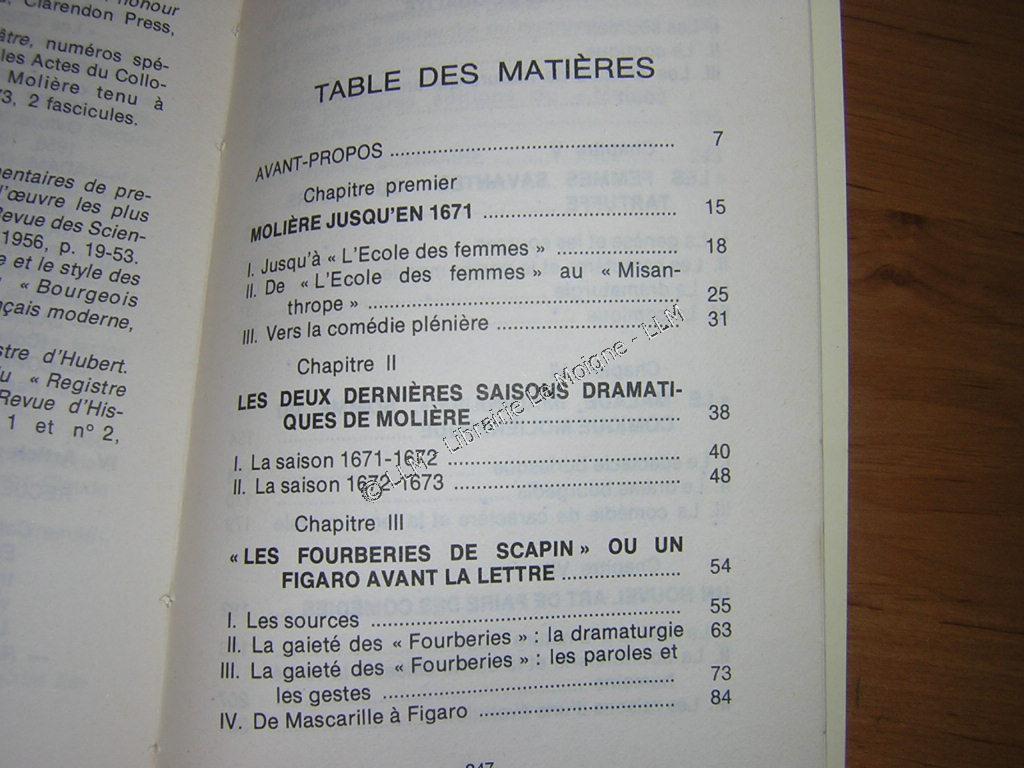 honour
Clarendon Press,
numéros spé-
les Actes du Collo-
Molière tenu à
2 fascicules.
mentaires de pre-
l'œuvre les plus
Revue des Scien-
1956, p. 19-53.
e et le style des
« Bourgeois
moderne,
d'Hubert.
« Registre
Revue d'His-
1 et n° 2,
TABLE DES MATIÈRES
AVANT-PROPOS ........ 7
Chapitre premier
MOLIÈRE JUSQU'EN 1671 ........ 15
I. Jusqu'à « L'Ecole des femmes » ........ 18
II. De « L'Ecole des femmes » au « Misan-
thrope » ........ 25
III. Vers la comédie plénière ........ 31
Chapitre II
LES DEUX DERNIÈRES SAISONS DRAMATI-
QUES DE MOLIÈRE ........ 38
I. La saison 1671-1672 ........ 40
II. La saison 1672-1673 ........ 48
Chapitre III
« LES FOURBERIES DE SCAPIN » OU UN
FIGARO AVANT LA LETTRE ........ 54
I. Les sources ........ 55
II. La gaieté des « Fourberies » : la dramaturgie 63
III. La gaieté des « Fourberies » : les paroles et
les gestes ........ 73
IV. De Mascarille à Figaro ........ 84
© LLM - Librairie Le Moigne - LLM